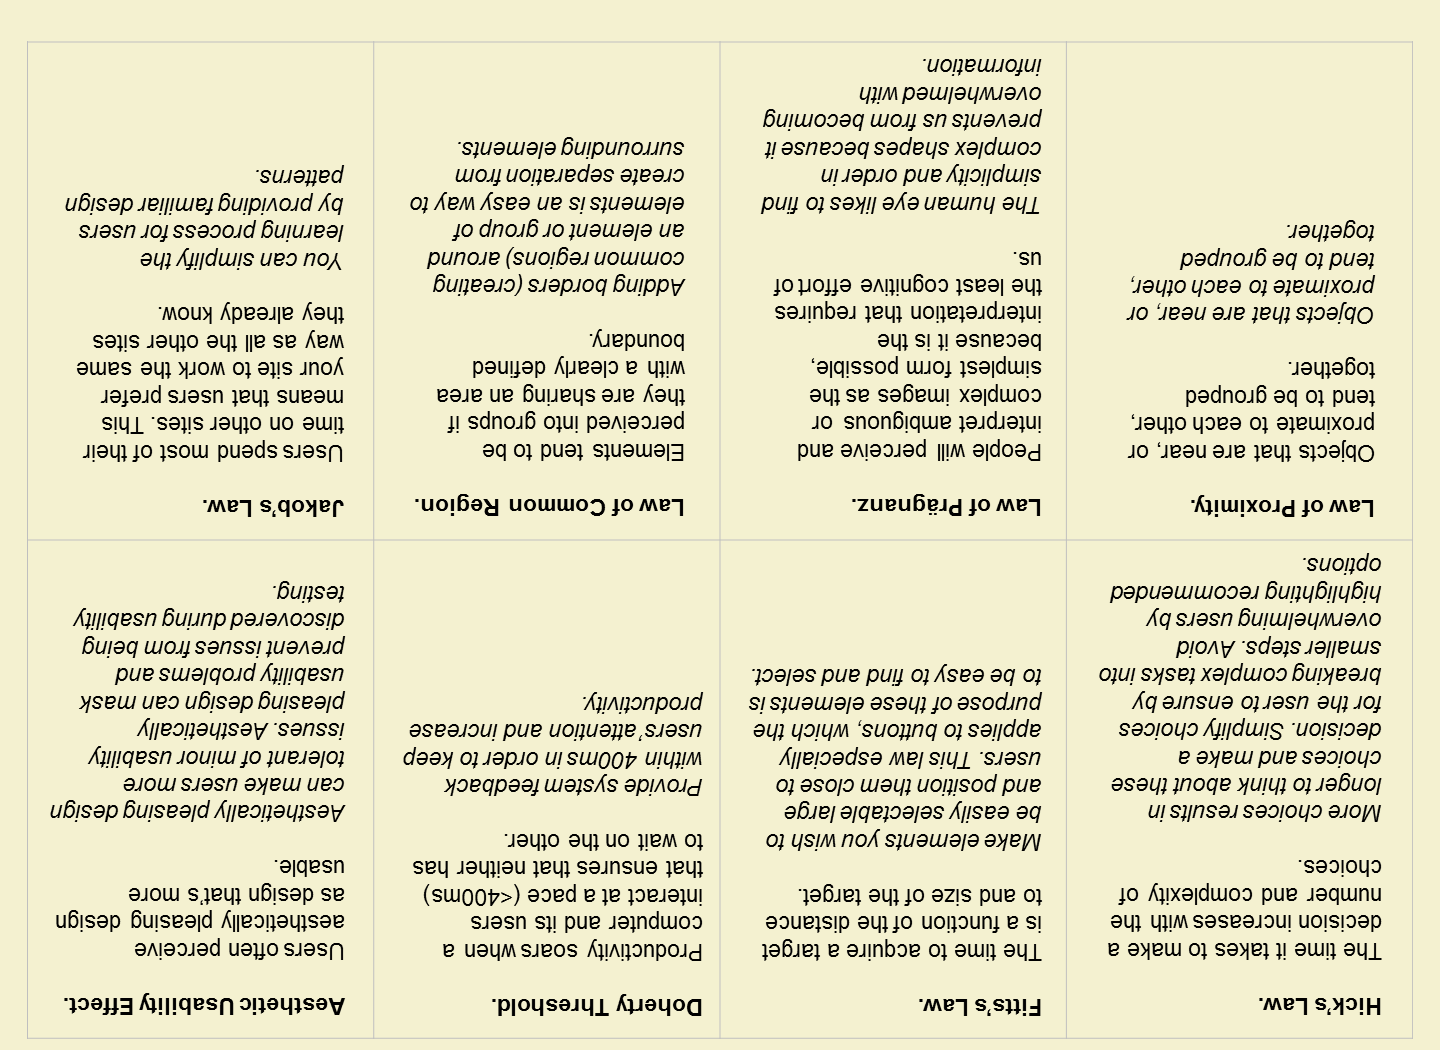 Hick's Law.
The time it takes to make a
decision increases with the
number and complexity of
choices.
More choices results in
longer to think about these
choices and make a
decision. Simplify choices
for the user to ensure by
breaking complex tasks into
smaller steps. Avoid
overwhelming users by
highlighting recommended
options.
Fitts's Law.
The time to acquire a target
is a function of the distance
to and size of the target.
Make elements you wish to
be easily selectable large
and position them close to
users. This law especially
applies to buttons, which the
purpose of these elements is
to be easy to find and select.
Doherty Threshold.
Productivity soars when a
computer and its users
interact at a pace (<400ms)
that ensures that neither has
to wait on the other.
Provide system feedback
within 400ms in order to keep
users' attention and increase
productivity.
Aesthetic Usability Effect.
Users often perceive
aesthetically pleasing design
as design that's more
usable.
Aesthetically pleasing design
can make users more
tolerant of minor usability
issues. Aesthetically
pleasing design can mask
usability problems and
prevent issues from being
discovered during usability
testing.
Law of Proximity.
Objects that are near, or
proximate to each other,
tend to be grouped
together.
Objects that are near, or
proximate to each other,
tend to be grouped
together.
Law of Prägnanz.
People will perceive and
interpret ambiguous or
complex images as the
simplest form possible,
because it is the
interpretation that requires
the least cognitive effort of
us.
The human eye likes to find
simplicity and order in
complex shapes because it
prevents us from becoming
overwhelmed with
information.
Law of Common Region.
Elements tend to be
perceived into groups if
they are sharing an area
with a clearly defined
boundary.
Adding borders (creating
common regions) around
an element or group of
elements is an easy way to
create separation from
surrounding elements.
Jakob's Law.
Users spend most of their
time on other sites. This
means that users prefer
your site to work the same
way as all the other sites
they already know.
You can simplify the
learning process for users
by providing familiar design
patterns.